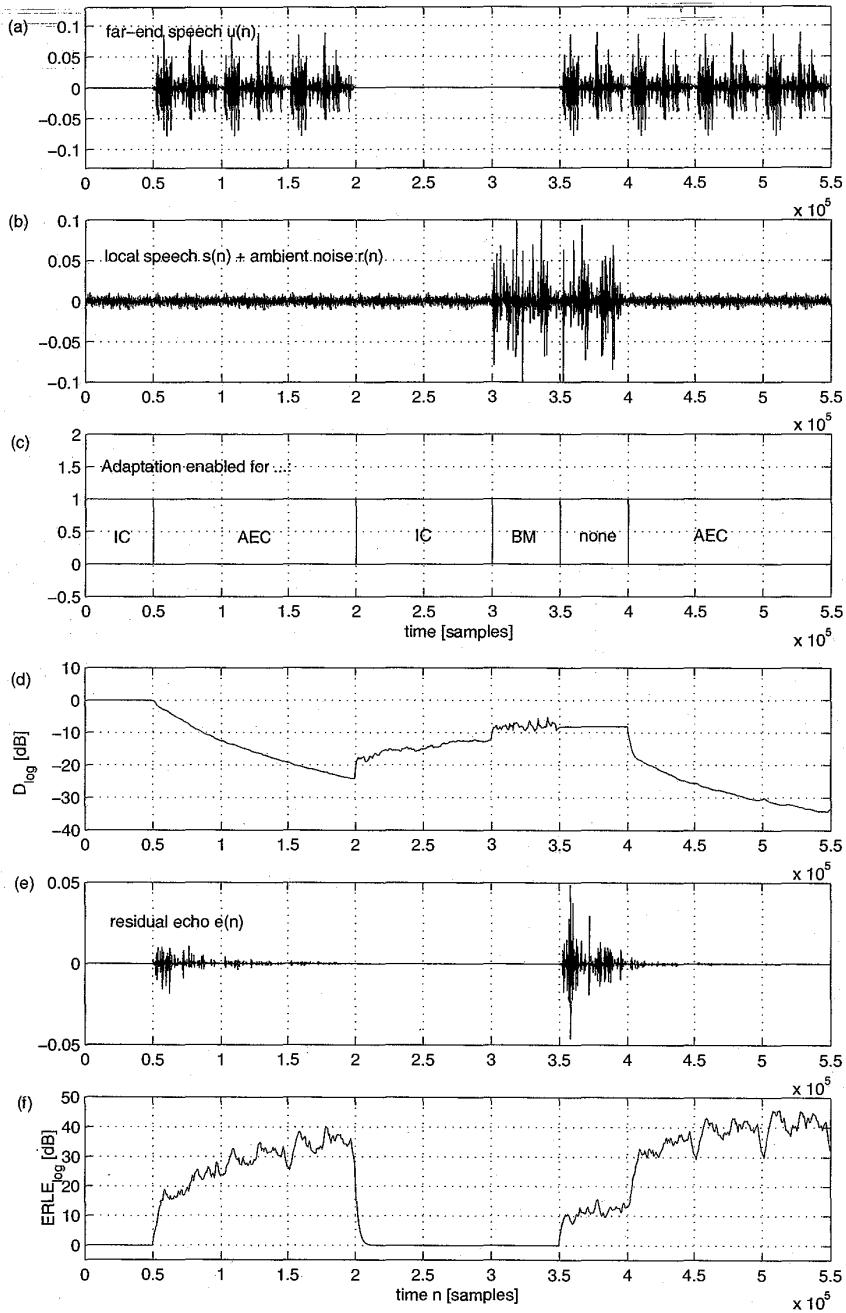 (a)
far-end speech u(n)
0.1
0.05
0
-0.05
-0.1
0 0.5 1 1.5 2 2.5 3 3.5 4 4.5 5 5.5
x 10^5
(b)
local speech s(n) + ambient noise r(n)
0.1
0.05
0
-0.05
-0.1
0 0.5 1 1.5 2 2.5 3 3.5 4 4.5 5 5.5
x 10^5
(c)
2
1.5
1
0.5
0
-0.5
Adaptation enabled for ...:
IC AEC IC BM none AEC
0 0.5 1 1.5 2 2.5 3 3.5 4 4.5 5 5.5
time [samples]
x 10^5
(d)
10
0
-10
-20
-30
-40
D_log [dB]
0 0.5 1 1.5 2 2.5 3 3.5 4 4.5 5 5.5
(e)
0.05
0
-0.05
residual echo e(n)
0 0.5 1 1.5 2 2.5 3 3.5 4 4.5 5 5.5
x 10^5
(f)
50
40
30
20
10
0
ERLE_log [dB]
0 0.5 1 1.5 2 2.5 3 3.5 4 4.5 5 5.5
time n [samples]
x 10^5